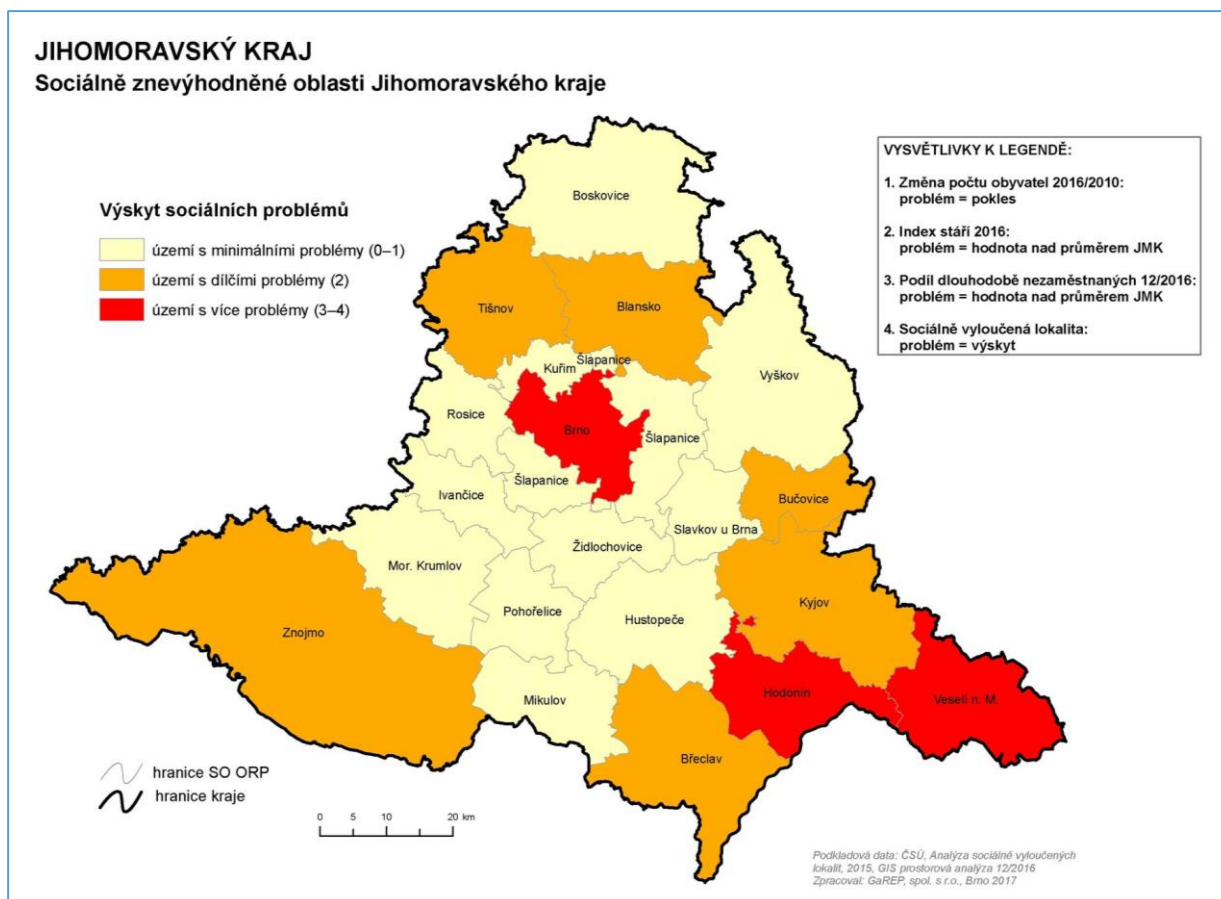 JIHOMORAVSKÝ KRAJ
Sociálně znevýhodněné oblasti Jihomoravského kraje
Výskyt sociálních problémů
území s minimálními problémy (0–1)
území s dílčími problémy (2)
území s více problémy (3–4)
VYSVĚTLIVKY K LEGENDĚ:
1. Změna počtu obyvatel 2016/2010:
problém = pokles
2. Index stáří 2016:
problém = hodnota nad průměrem JMK
3. Podíl dlouhodobě nezaměstnaných 12/2016:
problém = hodnota nad průměrem JMK
4. Sociálně vyloučená lokalita:
problém = výskyt
Boskovice
Tišnov
Blansko
Šlapanice
Kuřim
Vyškov
Rosice
Brno
Šlapanice
Šlapanice
Ivančice
Bučovice
Slavkov u Brna
Židlochovice
Mor. Krumlov
Kyjov
Pohořelice
Hustopeče
Znojmo
Hodonín
Veselí n. M.
Mikulov
Břeclav
hranice SO ORP
hranice kraje
0 5 10 20 km
Podkladová data: ČSÚ, Analýza sociálně vyloučených
lokalit, 2015, GIS prostorová analýza 12/2016
Zpracoval: GaREP, spol. s r.o., Brno 2017